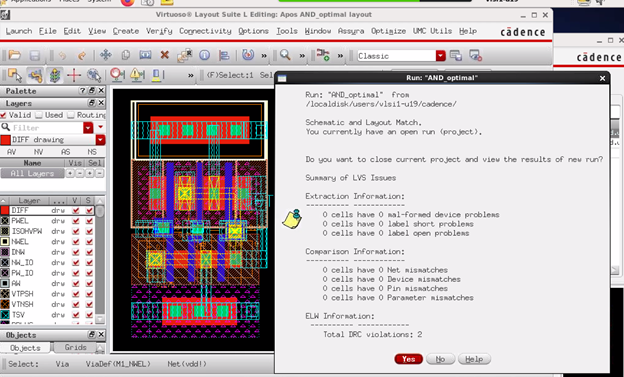 Applications Places System
Virtuoso® Layout Suite L Editing: Apos AND_optimal layout
Launch File Edit View Create Verify Connectivity Options Tools Window Assura Optimize UMC Utils Help
cādence
cādence
Classic
(F)Select:1
Palette
Layers
Valid Used Routing
Filter
DIFF drawing
AV NV AS NS
Name Vis Sel
All Layers
Layer ... V S
DIFF drw
PWEL drw
ISOMVPW drw
NWEL drw
DNW drw
NW_IO drw
PW_IO drw
AW drw
VTPSH drw
VTNSH drw
TSV drw
Objects
Objects Grids
Select: Via ViaDef(M1_NWEL) Net(vdd!)
Run: "AND_optimal"
Run: "AND_optimal" from
/localdisk/users/vlsi1-u19/cadence/
Schematic and Layout Match.
You currently have an open run (project).
Do you want to close current project and view the results of new run?
Summary of LVS Issues
Extraction Information:
0 cells have 0 mal-formed device problems
0 cells have 0 label short problems
0 cells have 0 label open problems
Comparison Information:
0 cells have 0 Net mismatches
0 cells have 0 Device mismatches
0 cells have 0 Pin mismatches
0 cells have 0 Parameter mismatches
ELW Information:
Total DRC violations: 2
Yes No Help